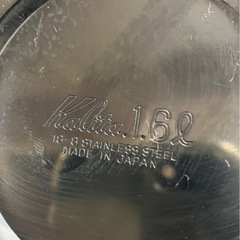 Kalita.1.6ℓ
18-8 STAINLESS STEEL
MADE IN JAPAN